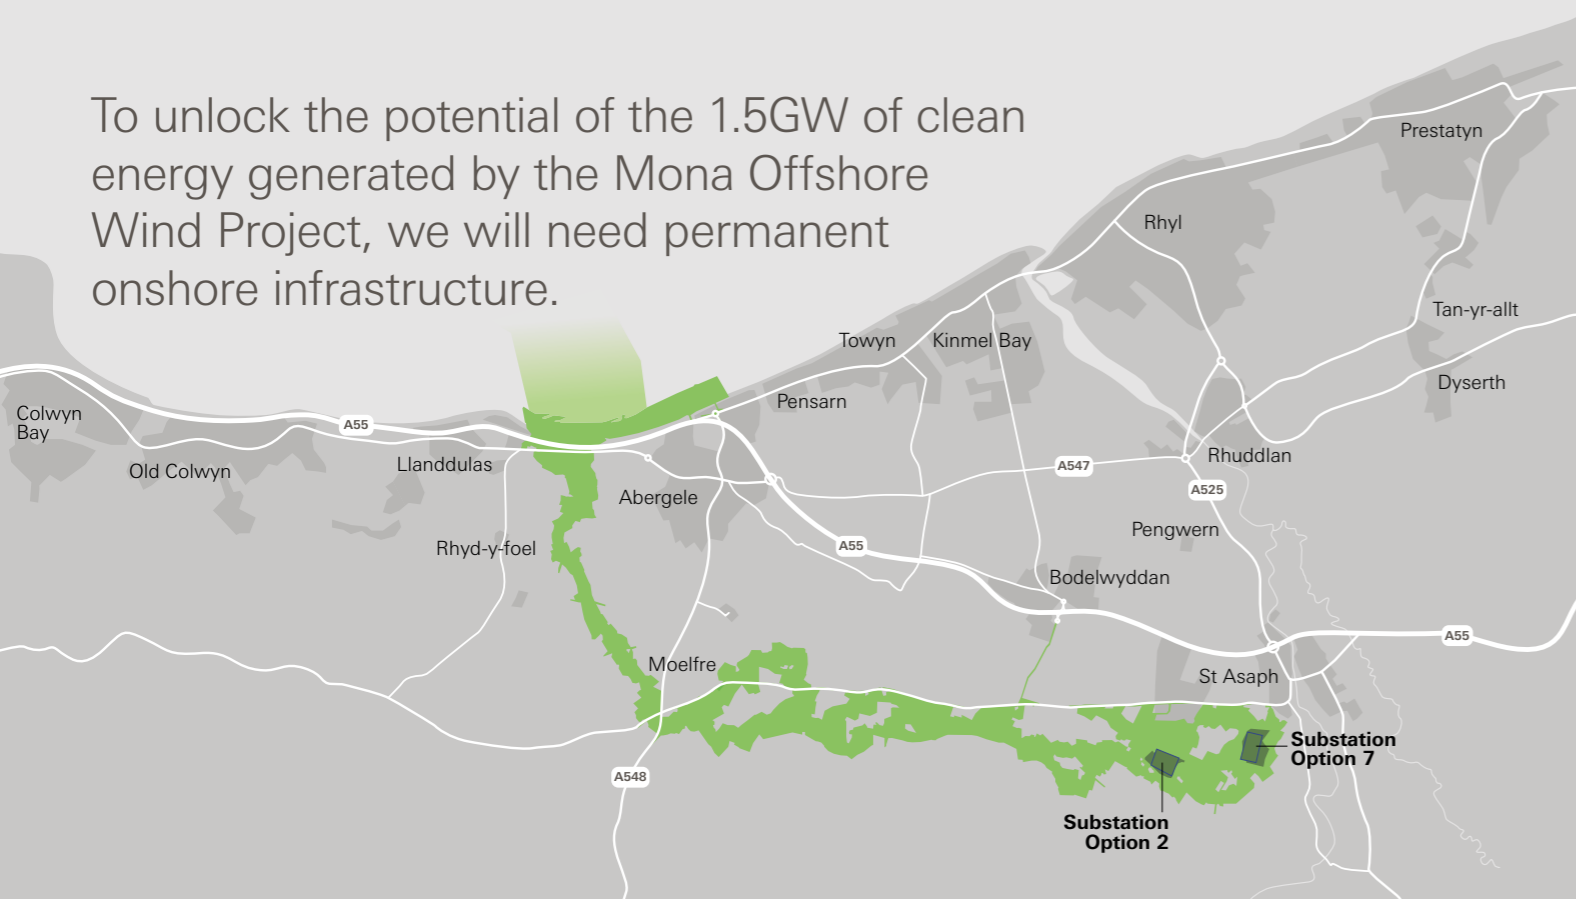 To unlock the potential of the 1.5GW of clean
energy generated by the Mona Offshore
Wind Project, we will need permanent
onshore infrastructure.
Prestatyn
Rhyl
Tan-yr-allt
Towyn
Kinmel Bay
Dyserth
Pensarn
Colwyn
Bay
A55
Old Colwyn
Llanddulas
Rhuddlan
A547
A525
Abergele
Pengwern
Rhyd-y-foel
A55
Bodelwyddan
A55
Moelfre
St Asaph
Substation
Option 7
A548
Substation
Option 2